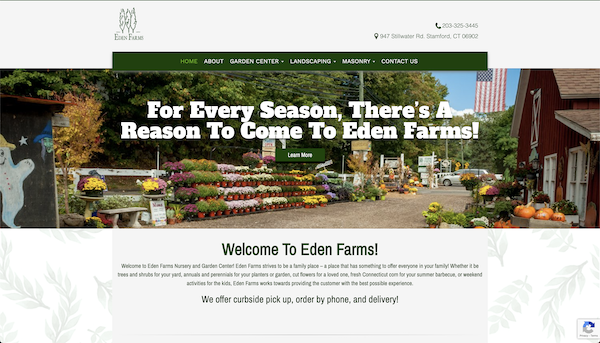 EDEN FARMS
203-325-3445
947 Stillwater Rd. Stamford, CT 06902
HOME ABOUT GARDEN CENTER LANDSCAPING MASONRY CONTACT US
For Every Season, There's A
Reason To Come To Eden Farms!
Learn More
Welcome To Eden Farms!
Welcome to Eden Farms Nursery and Garden Center! Eden Farms strives to be a family place – a place that has something to offer everyone in your family! Whether it be
trees and shrubs for your yard, annuals and perennials for your planters or garden, cut flowers for a loved one, fresh Connecticut corn for your summer barbecue, or weekend
activities for the kids, Eden Farms works towards providing the customer with the best possible experience.
We offer curbside pick up, order by phone, and delivery!
Privacy - Terms